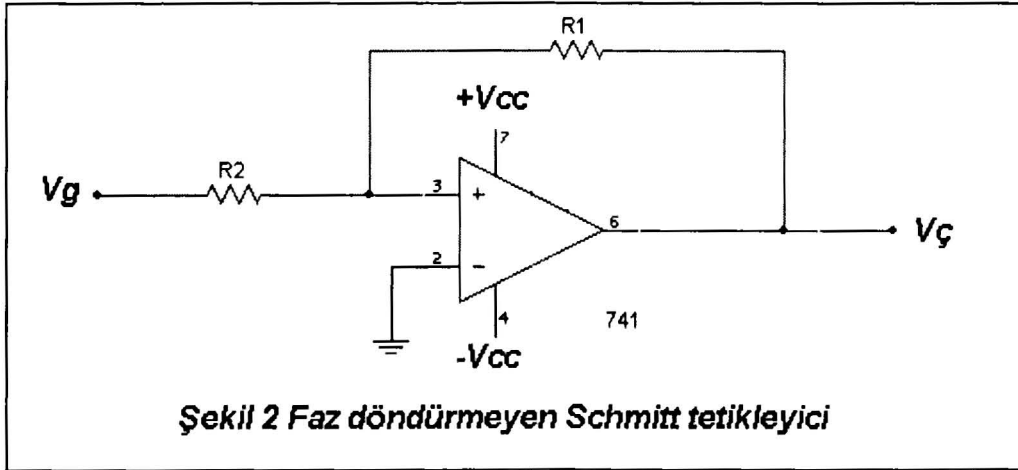 R1
+Vcc
7
R2
Vg
3
+
6
Vç
2
-
4
741
-Vcc
Şekil 2 Faz döndürmeyen Schmitt tetikleyici